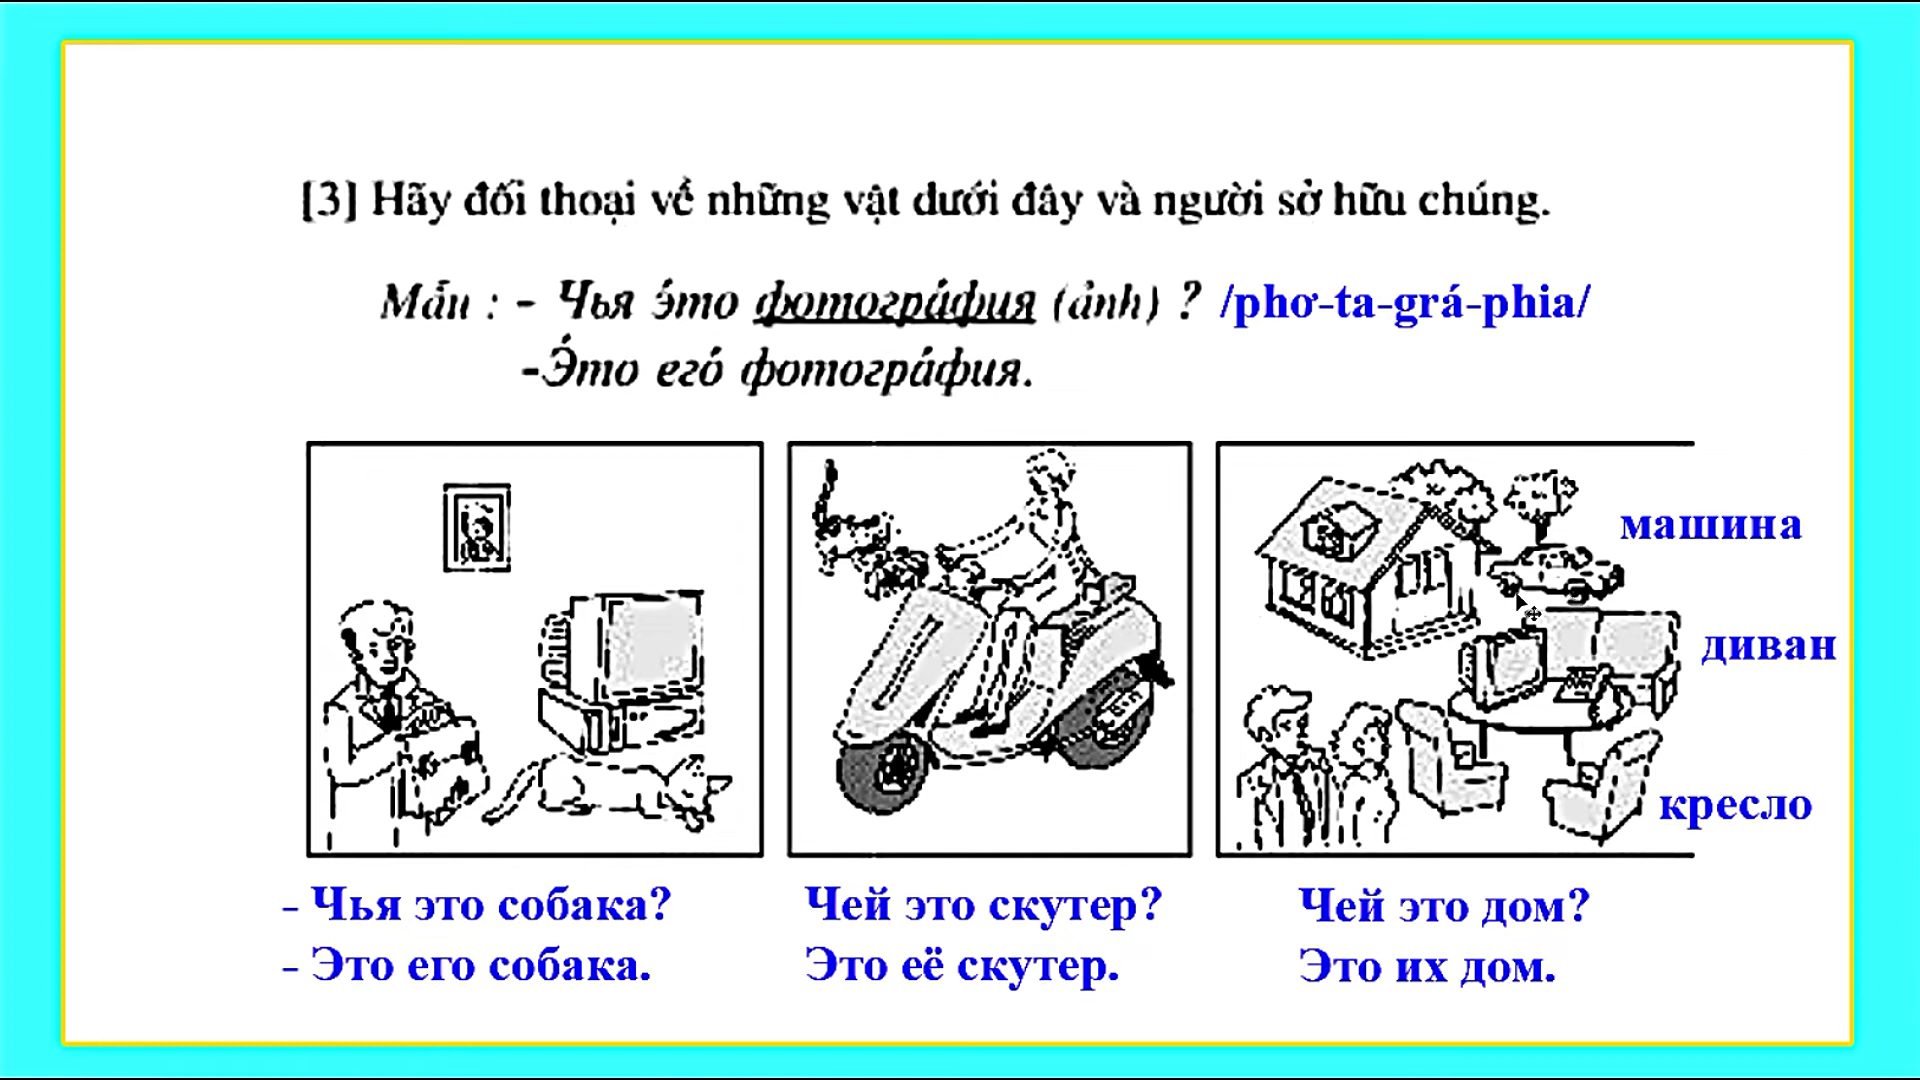 [3] Hãy đối thoại về những vật dưới đây và người sở hữu chúng.
Mẫu : - Чья э́то фотогра́фия (ảnh) ? /phơ-ta-grá-phia/
-Э́то его́ фотогра́фия.
машина
диван
кресло
- Чья это собака?
- Это его собака.
Чей это скутер?
Это её скутер.
Чей это дом?
Это их дом.